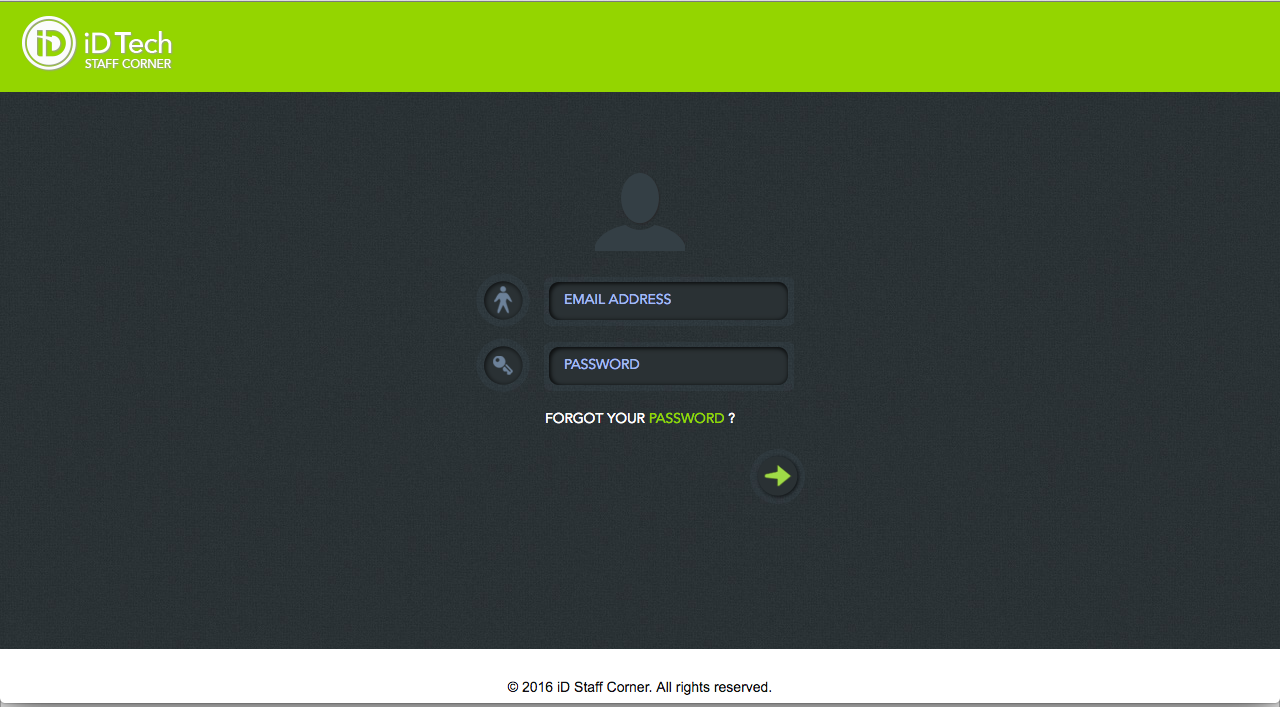 iD Tech
STAFF CORNER
EMAIL ADDRESS
PASSWORD
FORGOT YOUR PASSWORD ?
© 2016 iD Staff Corner. All rights reserved.